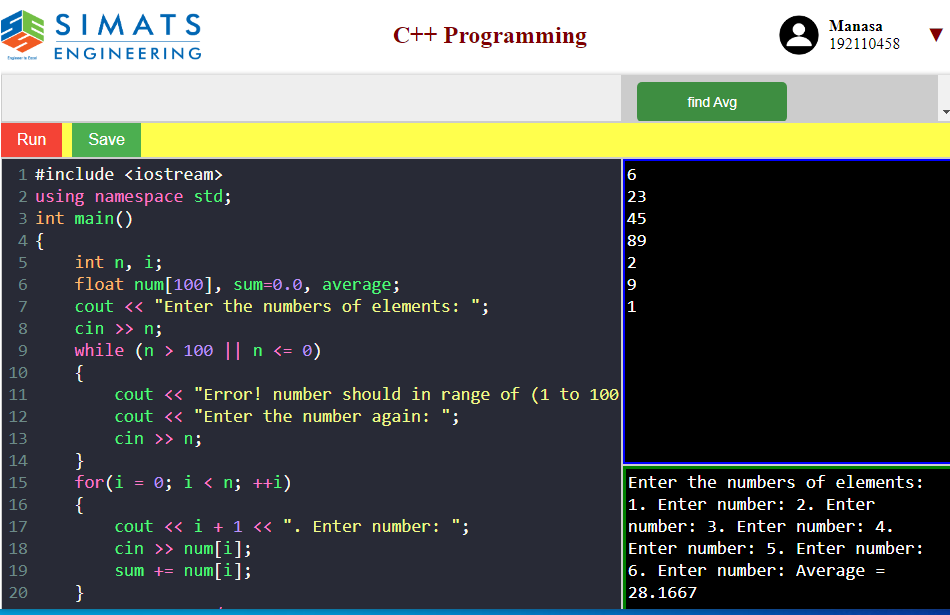 SIMATS
ENGINEERING
Engineer to Excel
C++ Programming
Manasa
192110458
find Avg
Run
Save
1 #include <iostream>
2 using namespace std;
3 int main()
4 {
5     int n, i;
6     float num[100], sum=0.0, average;
7     cout << "Enter the numbers of elements: ";
8     cin >> n;
9     while (n > 100 || n <= 0)
10     {
11         cout << "Error! number should in range of (1 to 100
12         cout << "Enter the number again: ";
13         cin >> n;
14     }
15     for(i = 0; i < n; ++i)
16     {
17         cout << i + 1 << ". Enter number: ";
18         cin >> num[i];
19         sum += num[i];
20     }
6
23
45
89
2
9
1
Enter the numbers of elements:
1. Enter number: 2. Enter
number: 3. Enter number: 4.
Enter number: 5. Enter number:
6. Enter number: Average =
28.1667